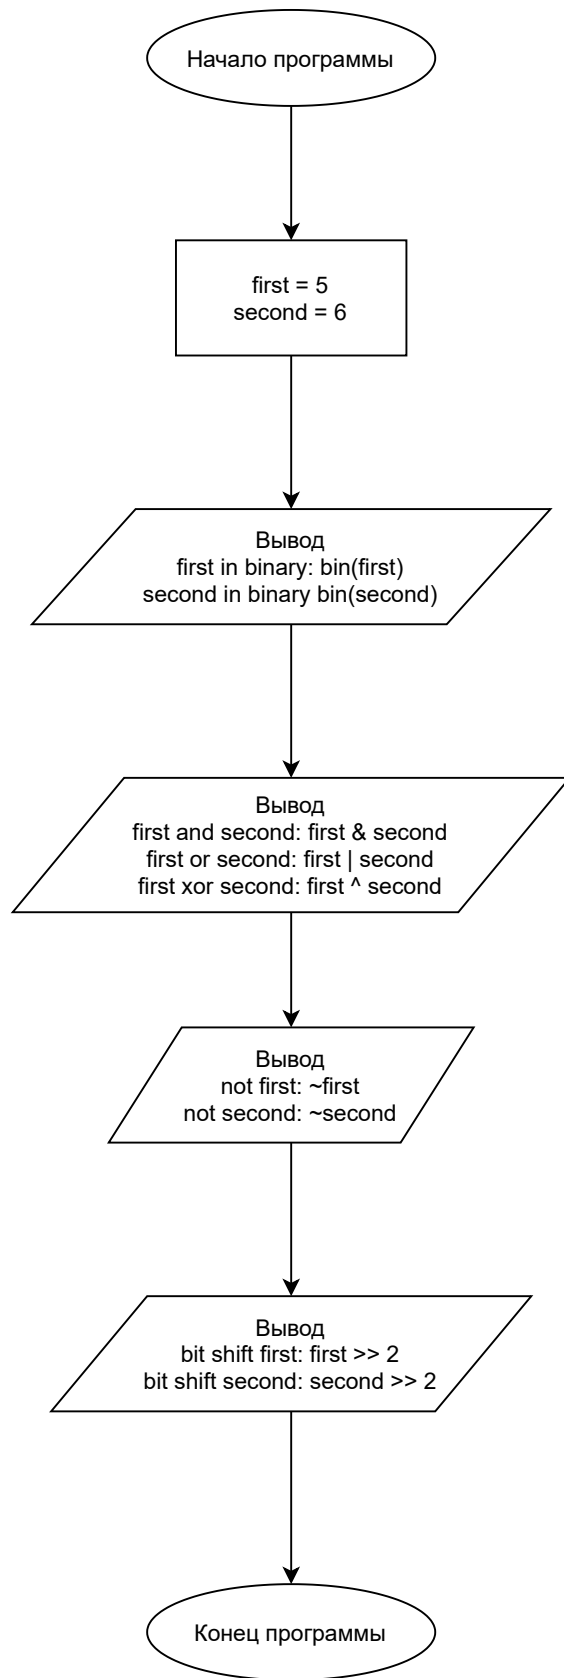 Начало программы
first = 5
second = 6
Вывод
first in binary: bin(first)
second in binary bin(second)
Вывод
first and second: first & second
first or second: first | second
first xor second: first ^ second
Вывод
not first: ~first
not second: ~second
Вывод
bit shift first: first >> 2
bit shift second: second >> 2
Конец программы